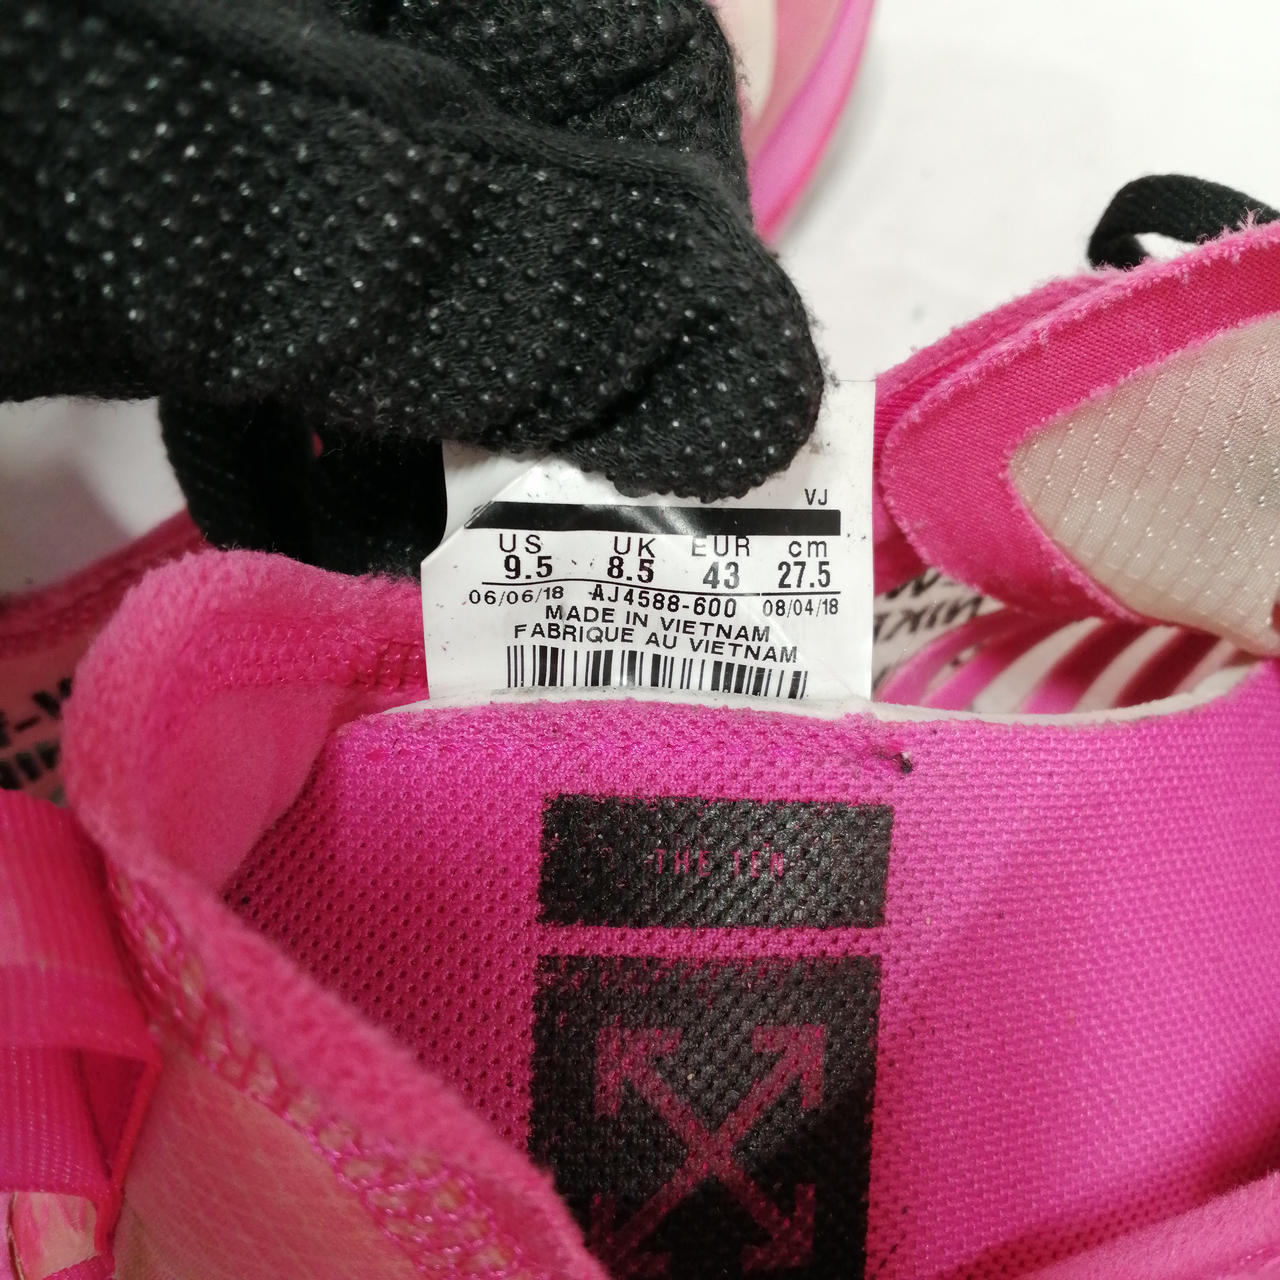 VJ
US UK EUR cm
9.5 8.5 43 27.5
06/06/18 AJ4588-600 08/04/18
MADE IN VIETNAM
FABRIQUE AU VIETNAM
NIKE
THE TEN